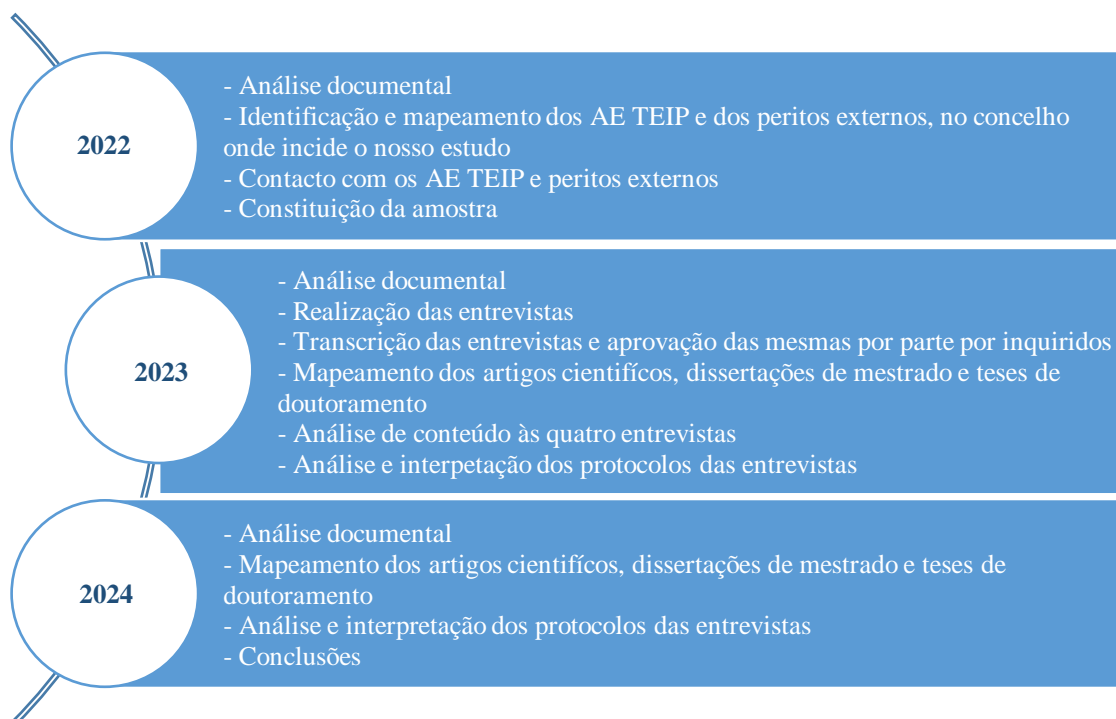 2022
- Análise documental
- Identificação e mapeamento dos AE TEIP e dos peritos externos, no concelho
onde incide o nosso estudo
- Contacto com os AE TEIP e peritos externos
- Constituição da amostra
2023
- Análise documental
- Realização das entrevistas
- Transcrição das entrevistas e aprovação das mesmas por parte por inquiridos
- Mapeamento dos artigos cientifícos, dissertações de mestrado e teses de
doutoramento
- Análise de conteúdo às quatro entrevistas
- Análise e interpetação dos protocolos das entrevistas
2024
- Análise documental
- Mapeamento dos artigos cientifícos, dissertações de mestrado e teses de
doutoramento
- Análise e interpretação dos protocolos das entrevistas
- Conclusões